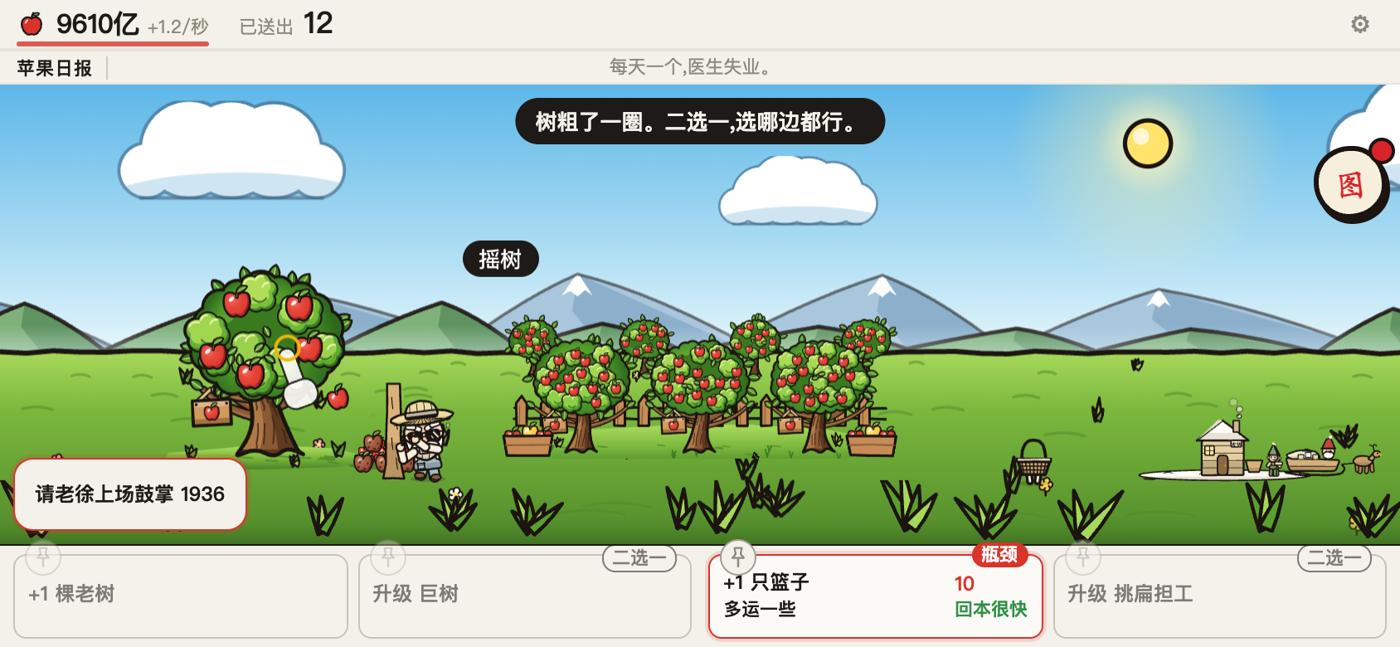 9610亿 +1.2/秒 已送出 12
苹果日报
每天一个,医生失业。
树粗了一圈。二选一,选哪边都行。
图
摇树
请老徐上场鼓掌 1936
+1 棵老树
二选一
升级 巨树
瓶颈
+1 只篮子 10
多运一些 回本很快
二选一
升级 挑扁担工